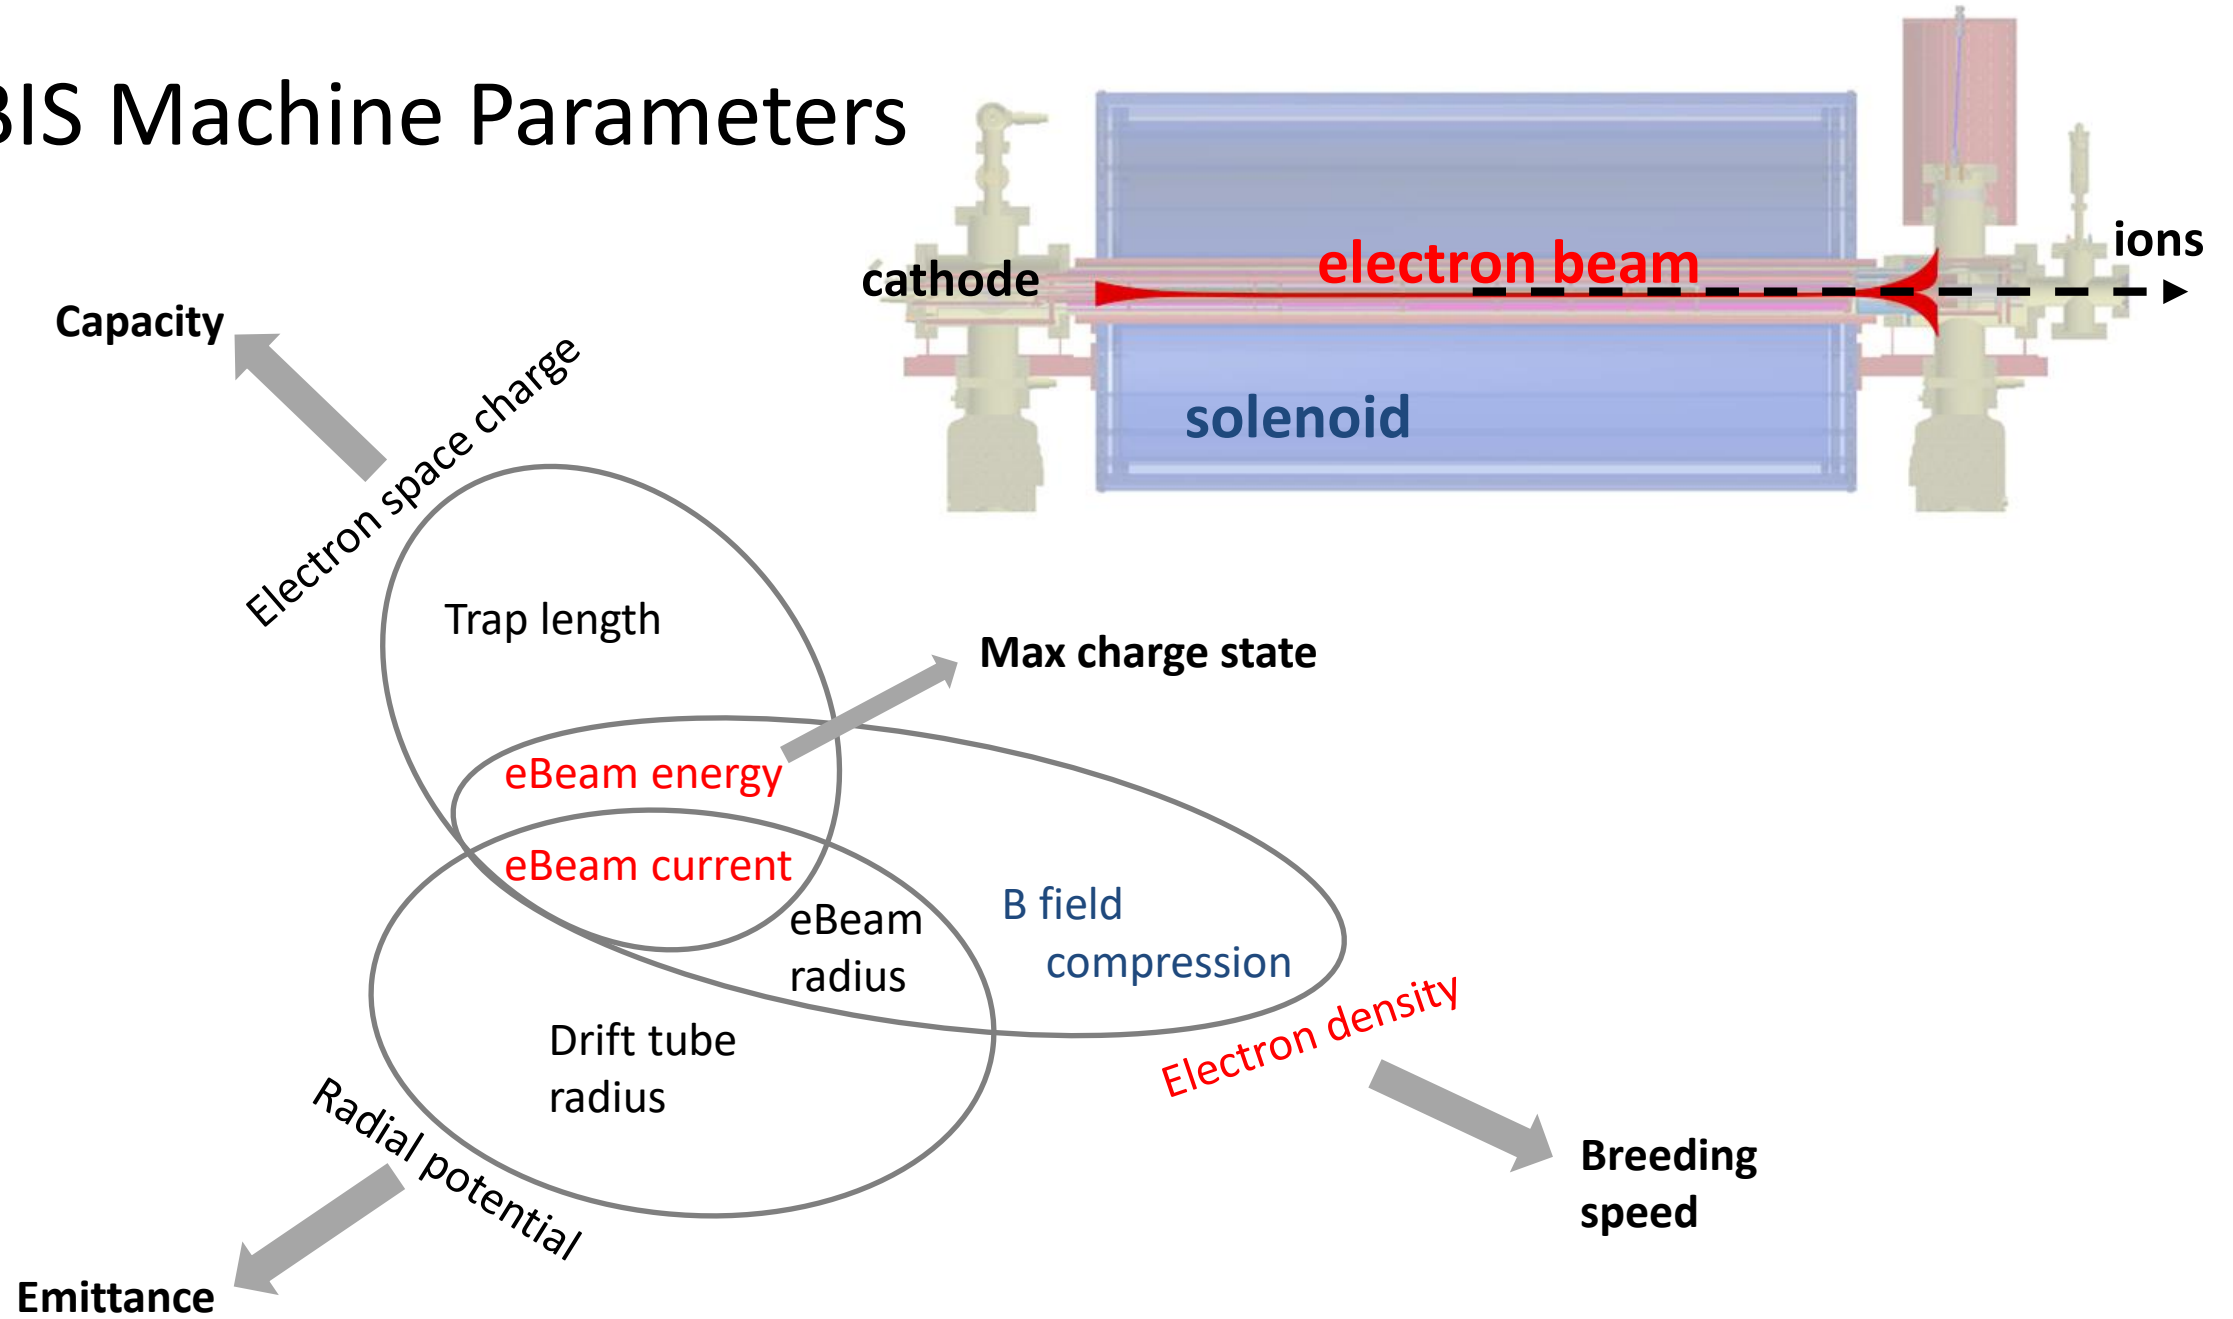 BIS Machine Parameters
cathode
electron beam
ions
solenoid
Capacity
Electron space charge
Trap length
Max charge state
eBeam energy
eBeam current
eBeam
radius
B field
compression
Drift tube
radius
Electron density
Radial potential
Breeding
speed
Emittance